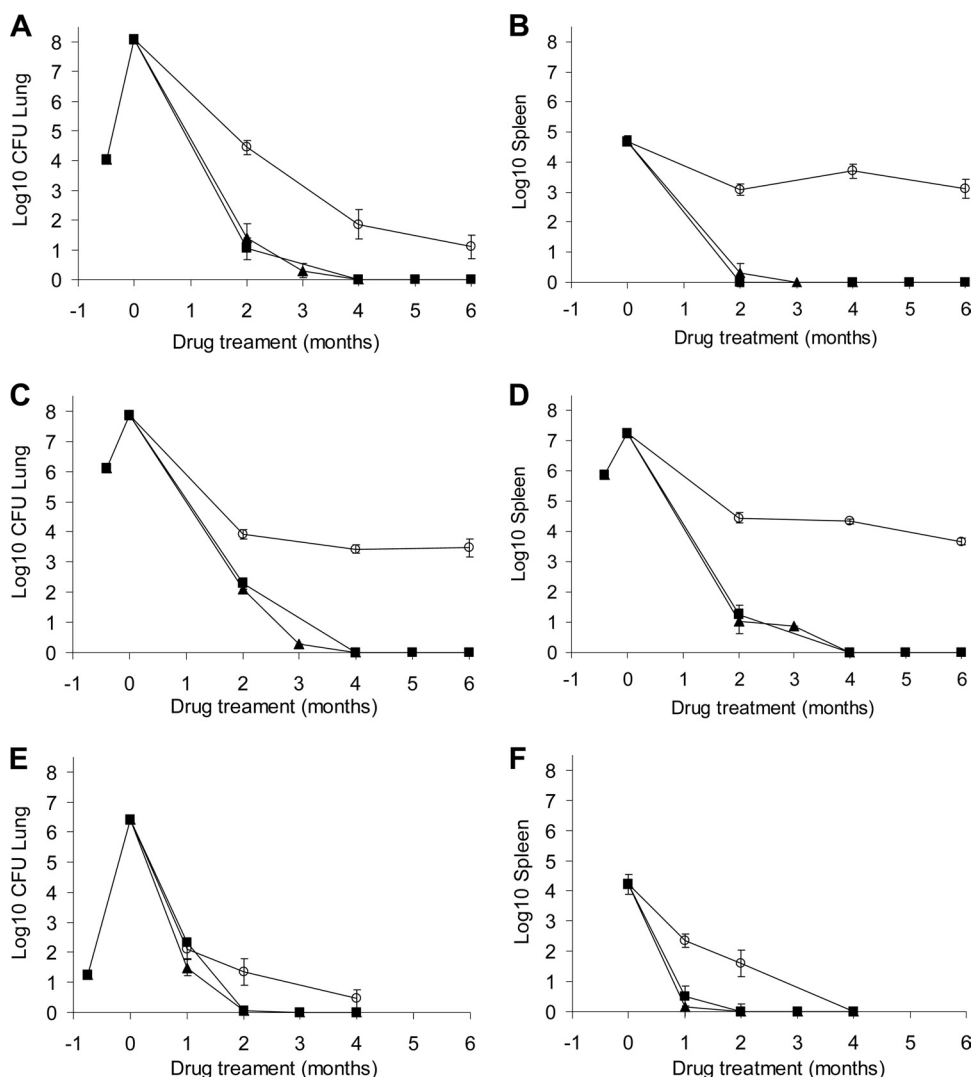 A
Log10 CFU Lung
8
7
6
5
4
3
2
1
0
-1 0 1 2 3 4 5 6
Drug treament (months)
B
Log10 Spleen
8
7
6
5
4
3
2
1
0
-1 0 1 2 3 4 5 6
Drug treatment (months)
C
Log10 CFU Lung
8
7
6
5
4
3
2
1
0
-1 0 1 2 3 4 5 6
Drug treament (months)
D
Log10 Spleen
8
7
6
5
4
3
2
1
0
-1 0 1 2 3 4 5 6
Drug treatment (months)
E
Log10 CFU Lung
8
7
6
5
4
3
2
1
0
-1 0 1 2 3 4 5 6
Drug treament (months)
F
Log10 Spleen
8
7
6
5
4
3
2
1
0
-1 0 1 2 3 4 5 6
Drug treatment (months)